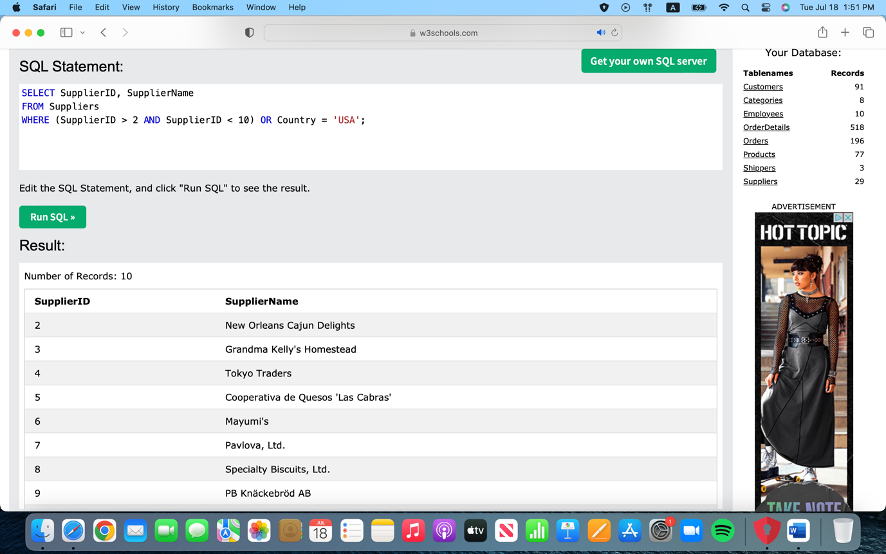 Safari File Edit View History Bookmarks Window Help A Tue Jul 18 1:51 PM
w3schools.com
SQL Statement:
Get your own SQL server
SELECT SupplierID, SupplierName
FROM Suppliers
WHERE (SupplierID > 2 AND SupplierID < 10) OR Country = 'USA';
Edit the SQL Statement, and click "Run SQL" to see the result.
Run SQL »
Result:
Number of Records: 10
SupplierID SupplierName
2 New Orleans Cajun Delights
3 Grandma Kelly's Homestead
4 Tokyo Traders
5 Cooperativa de Quesos 'Las Cabras'
6 Mayumi's
7 Pavlova, Ltd.
8 Specialty Biscuits, Ltd.
9 PB Knäckebröd AB
Your Database:
Tablenames Records
Customers 91
Categories 8
Employees 10
OrderDetails 518
Orders 196
Products 77
Shippers 3
Suppliers 29
ADVERTISEMENT
HOT TOPIC
TAKE NOTE
JUL
18
tv
1
W